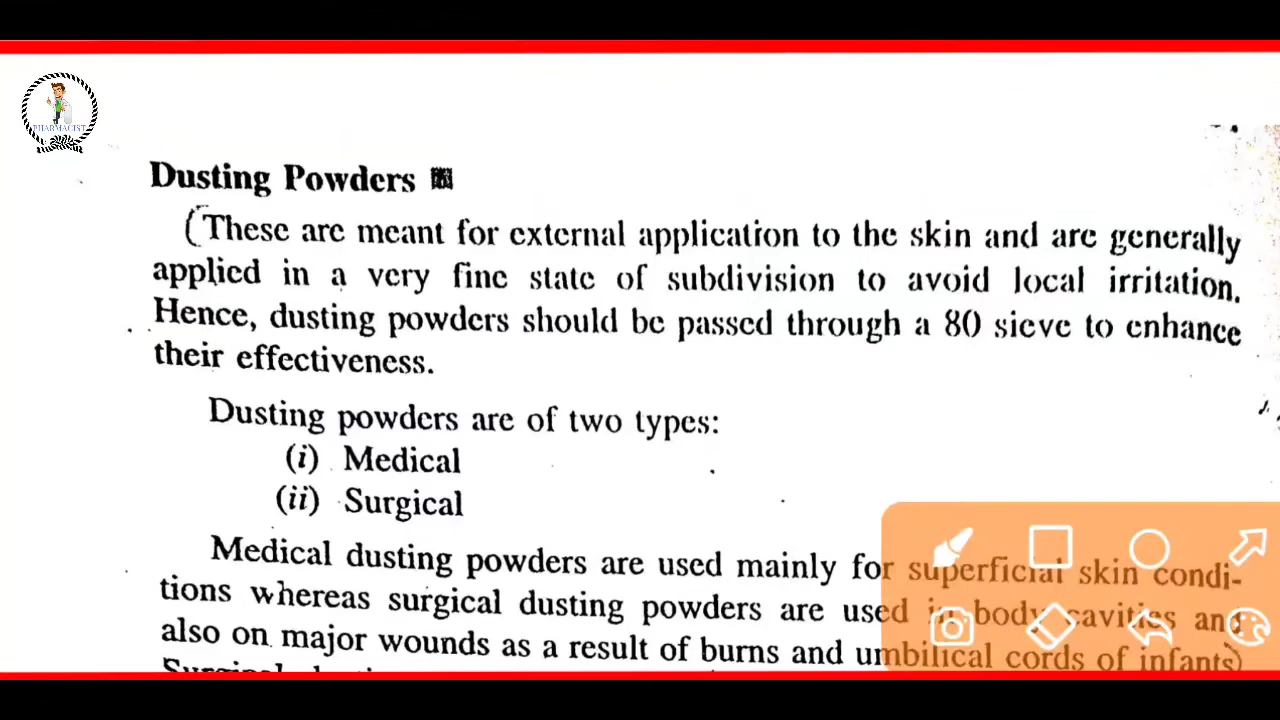 PHARMACIST
Dusting Powders
(These are meant for external application to the skin and are generally
applied in a very fine state of subdivision to avoid local irritation.
Hence, dusting powders should be passed through a 80 sieve to enhance
their effectiveness.
Dusting powders are of two types:
(i) Medical
(ii) Surgical
Medical dusting powders are used mainly for superficial skin condi-
tions whereas surgical dusting powders are used in body cavities and
also on major wounds as a result of burns and umbilical cords of infants)
Surgical